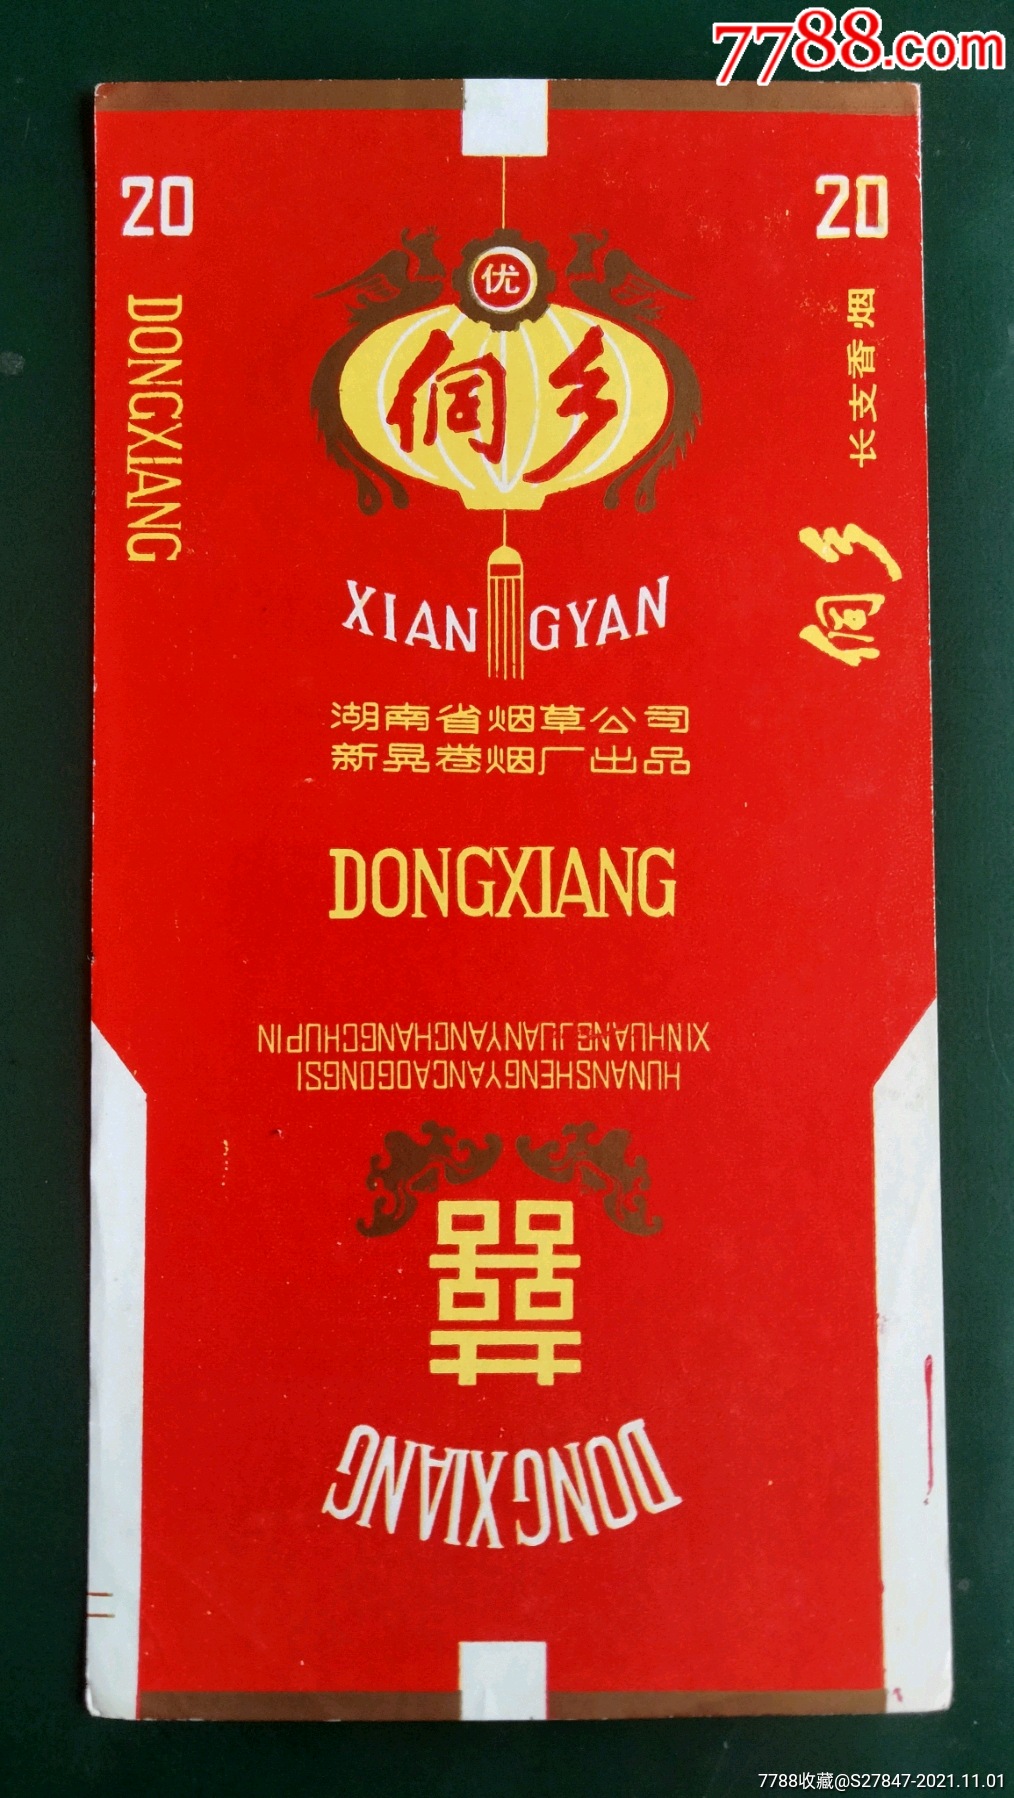 7788.com
20
20
DONGXIANG
优
侗乡
长支香烟
侗乡
XIANGYAN
湖南省烟草公司
新晃卷烟厂出品
DONGXIANG
HUNANSHENGYANCAOGONGSI
XINHUANGJUANYANCHANGCHUPIN
囍
DONGXIANG
7788收藏@S27847-2021.11.01